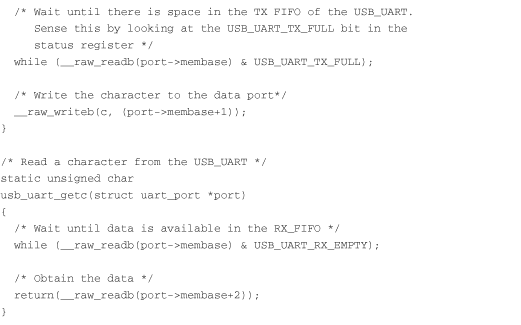 /* Wait until there is space in the TX FIFO of the USB_UART.
Sense this by looking at the USB_UART_TX_FULL bit in the
status register */
while (__raw_readb(port->membase) & USB_UART_TX_FULL);
/* Write the character to the data port*/
__raw_writeb(c, (port->membase+1));
}
/* Read a character from the USB_UART */
static unsigned char
usb_uart_getc(struct uart_port *port)
{
/* Wait until data is available in the RX_FIFO */
while (__raw_readb(port->membase) & USB_UART_RX_EMPTY);
/* Obtain the data */
return(__raw_readb(port->membase+2));
}